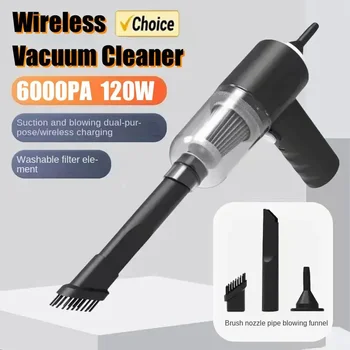 Wireless
Choice
Vacuum Cleaner
6000PA 120W
Suction and blowing dual-pur-
pose/wireless charging
Washable filter ele-
ment
Brush nozzle pipe blowing funnel